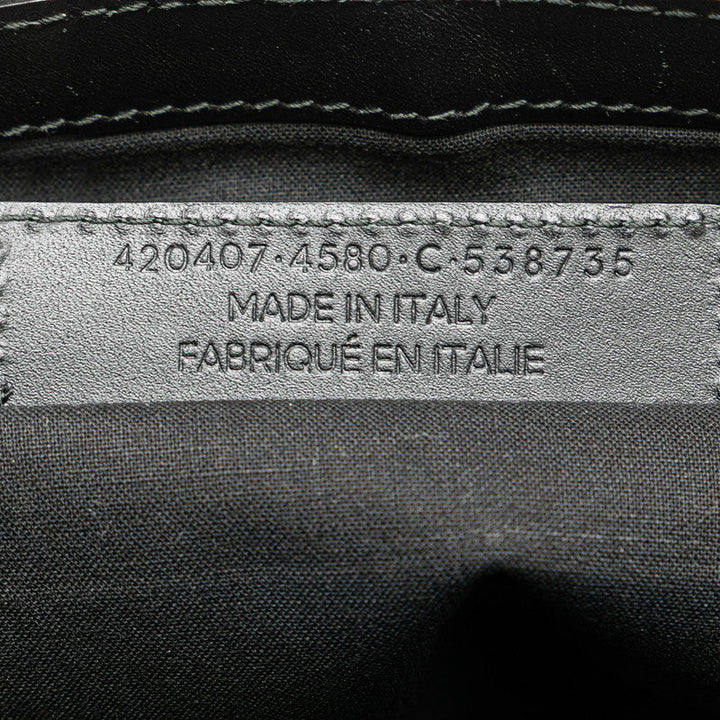 420407·4580·C·538735
MADE IN ITALY
FABRIQUÉ EN ITALIE